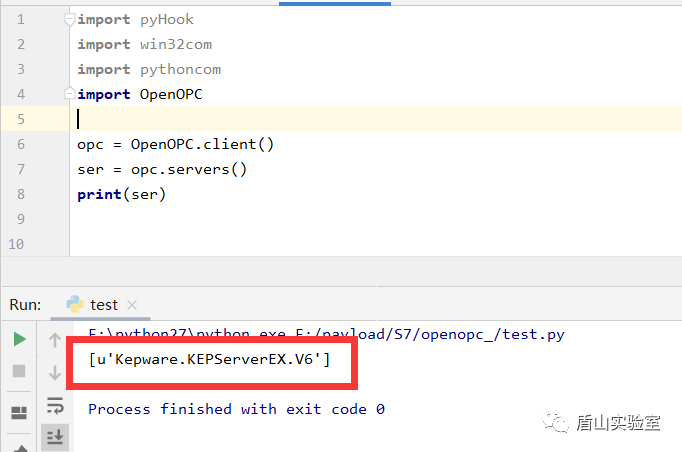 1 import pyHook
2 import win32com
3 import pythoncom
4 import OpenOPC
5
6 opc = OpenOPC.client()
7 ser = opc.servers()
8 print(ser)
9
10
Run: test
F:\python27\python.exe F:/payload/S7/openopc_/test.py
[u'Kepware.KEPServerEX.V6']
Process finished with exit code 0
盾山实验室